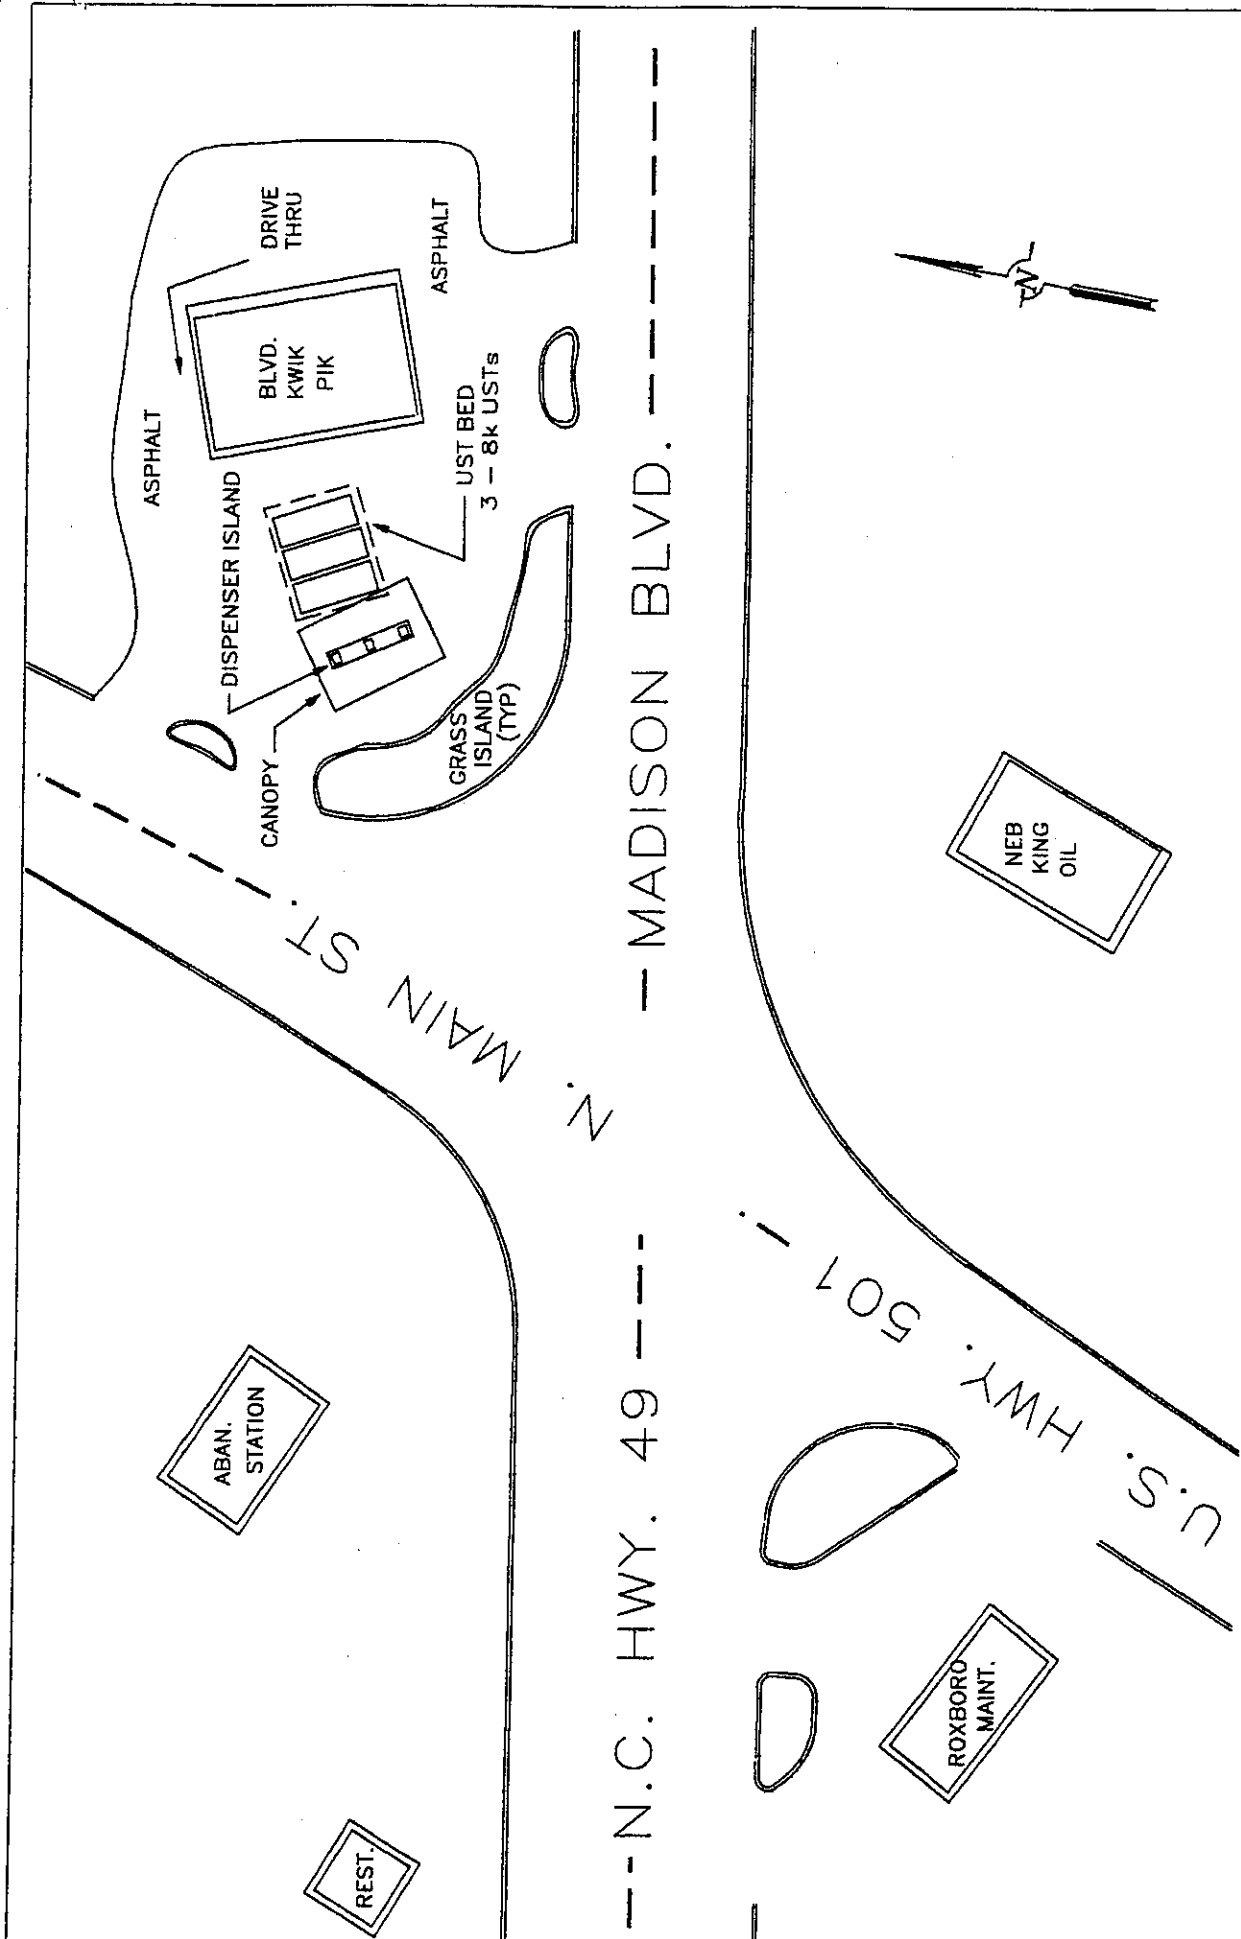 DRIVE
THRU
ASPHALT
BLVD.
KWIK
PIK
ASPHALT
UST BED
3 - 8k USTs
DISPENSER ISLAND
CANOPY
GRASS
ISLAND
(TYP)
MADISON BLVD.
N. MAIN ST.
N
NEB
KING
OIL
ABAN.
STATION
N.C. HWY. 49
U.S. HWY. 501
REST.
ROXBORO
MAINT.